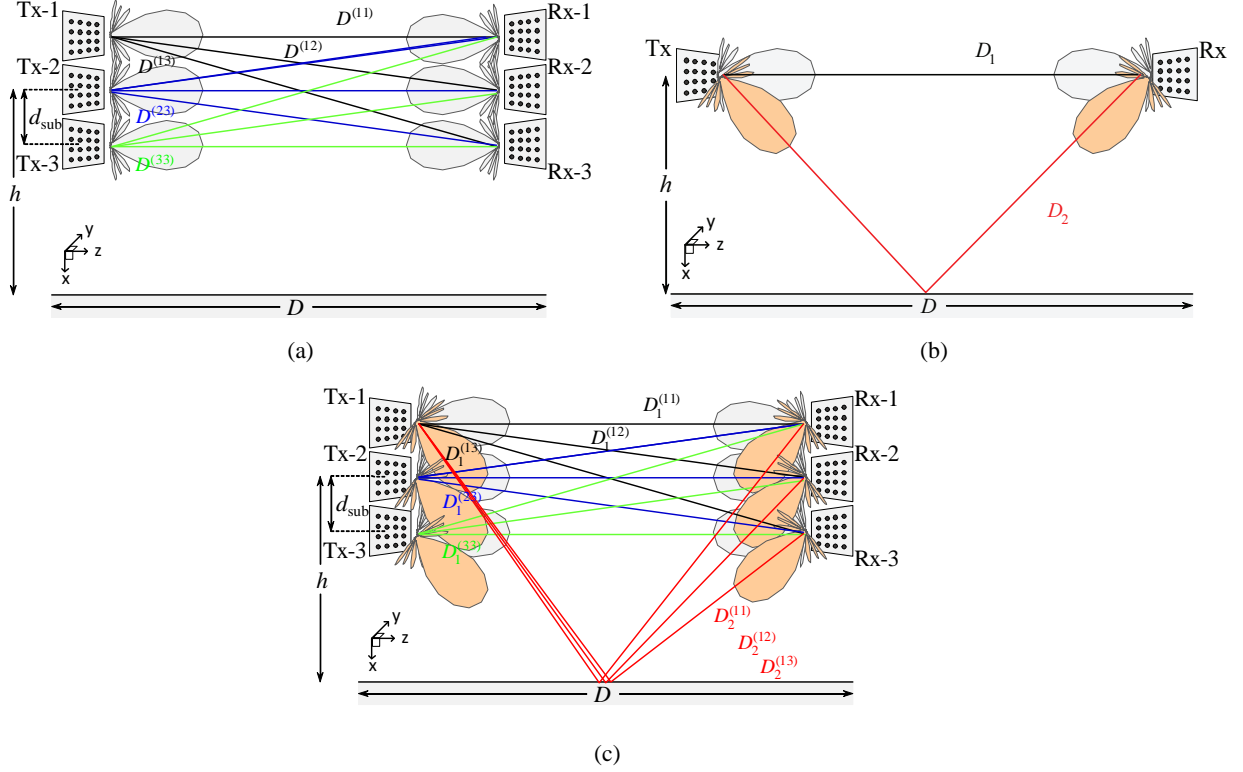 Tx-1
Rx-1
D^(11)
D^(12)
D^(13)
Tx-2
Rx-2
d_sub
D^(23)
Tx-3
D^(33)
Rx-3
h
y
z
x
D
(a)
Tx
Rx
D_1
h
D_2
y
z
x
D
(b)
Tx-1
Rx-1
D_1^(11)
D_1^(12)
D_1^(13)
Tx-2
Rx-2
d_sub
D_1^(23)
Tx-3
D_1^(33)
Rx-3
h
D_2^(11)
D_2^(12)
D_2^(13)
y
z
x
D
(c)